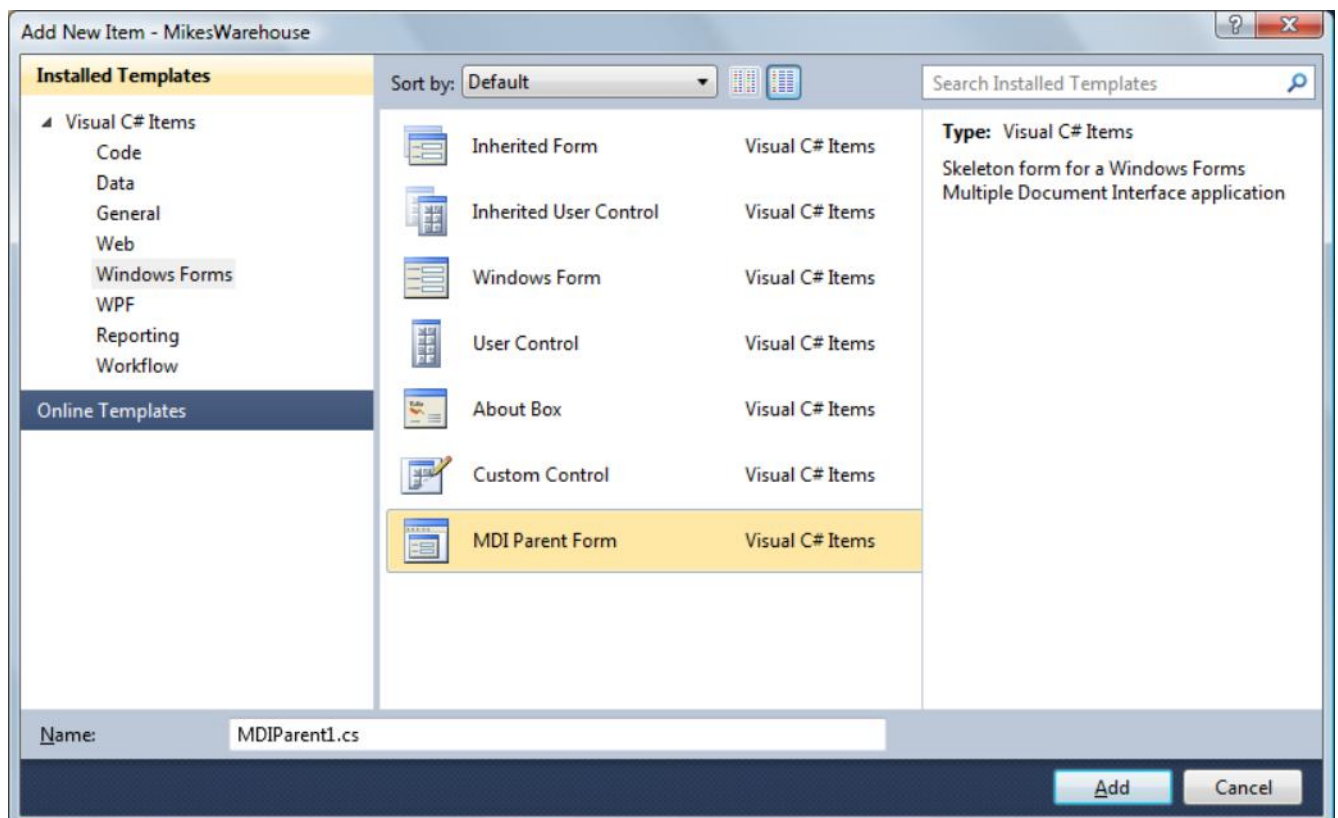 Add New Item - MikesWarehouse
Installed Templates
Visual C# Items
Code
Data
General
Web
Windows Forms
WPF
Reporting
Workflow
Online Templates
Sort by: Default
Inherited Form Visual C# Items
Inherited User Control Visual C# Items
Windows Form Visual C# Items
User Control Visual C# Items
About Box Visual C# Items
Custom Control Visual C# Items
MDI Parent Form Visual C# Items
Search Installed Templates
Type: Visual C# Items
Skeleton form for a Windows Forms
Multiple Document Interface application
Name: MDIParent1.cs
Add Cancel